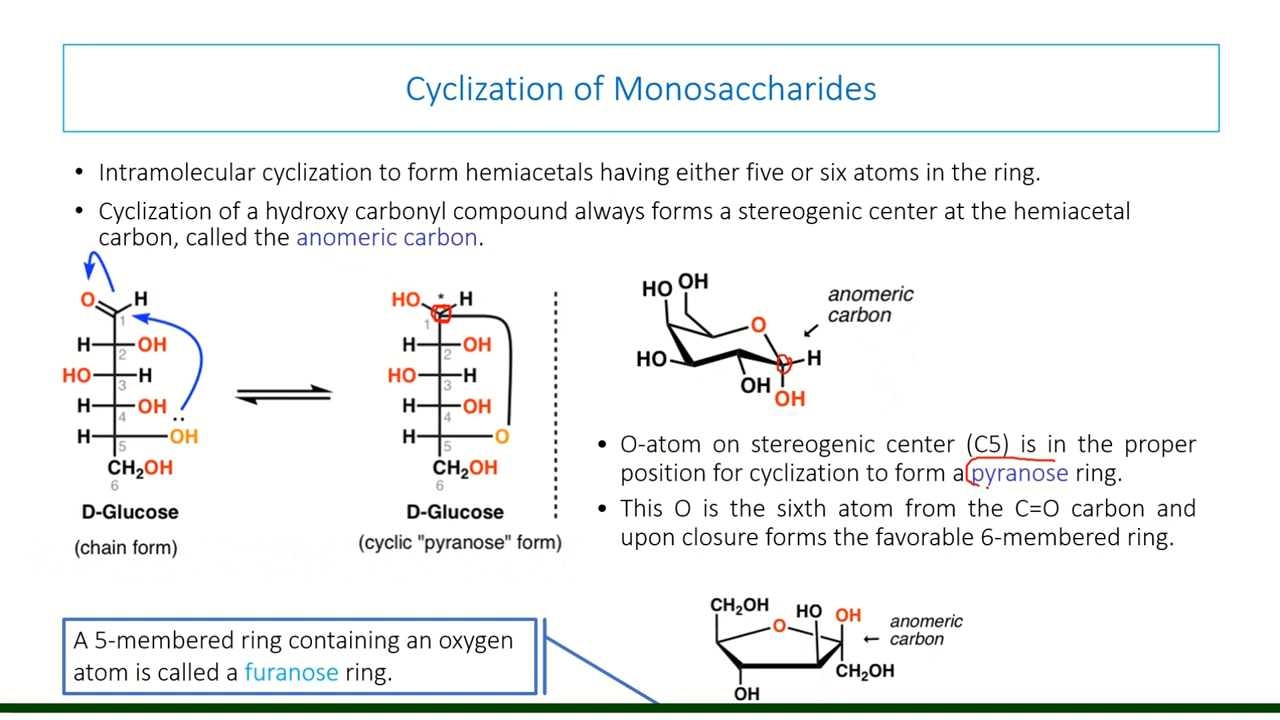 Cyclization of Monosaccharides
• Intramolecular cyclization to form hemiacetals having either five or six atoms in the ring.
• Cyclization of a hydroxy carbonyl compound always forms a stereogenic center at the hemiacetal
carbon, called the anomeric carbon.
O H
1
H OH
2
HO H
3
H OH
4
H OH
5
CH₂OH
6
D-Glucose
(chain form)
HO * H
1
H OH
2
HO H
3
H OH
4
H O
5
CH₂OH
6
D-Glucose
(cyclic "pyranose" form)
HO OH
O
HO
OH
H
OH
anomeric
carbon
• O-atom on stereogenic center (C5) is in the proper
position for cyclization to form a pyranose ring.
• This O is the sixth atom from the C=O carbon and
upon closure forms the favorable 6-membered ring.
A 5-membered ring containing an oxygen
atom is called a furanose ring.
CH₂OH HO OH
O
CH₂OH
OH
anomeric
carbon